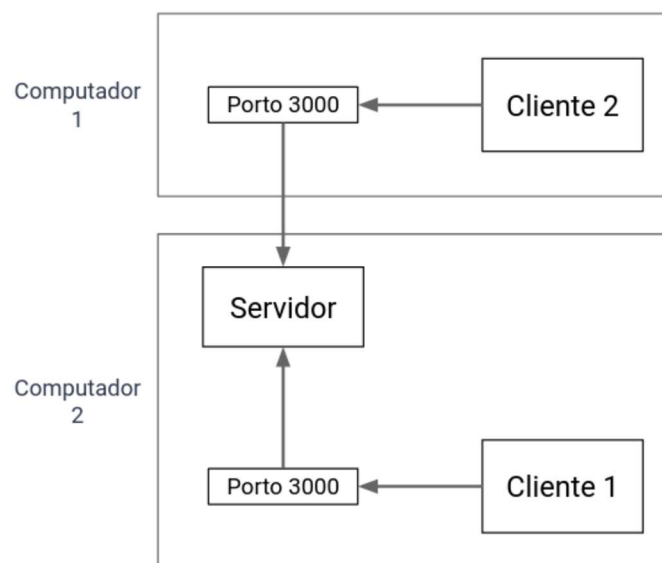 Computador
1
Porto 3000
Cliente 2
Servidor
Computador
2
Porto 3000
Cliente 1